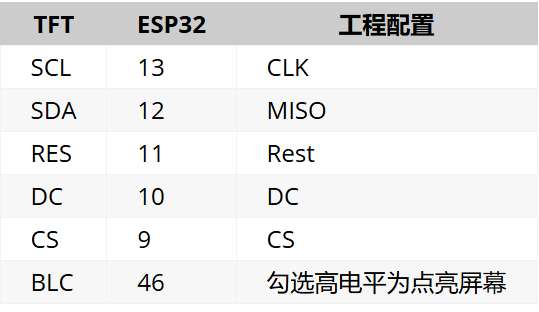 TFT ESP32 工程配置
SCL 13 CLK
SDA 12 MISO
RES 11 Rest
DC 10 DC
CS 9 CS
BLC 46 勾选高电平为点亮屏幕